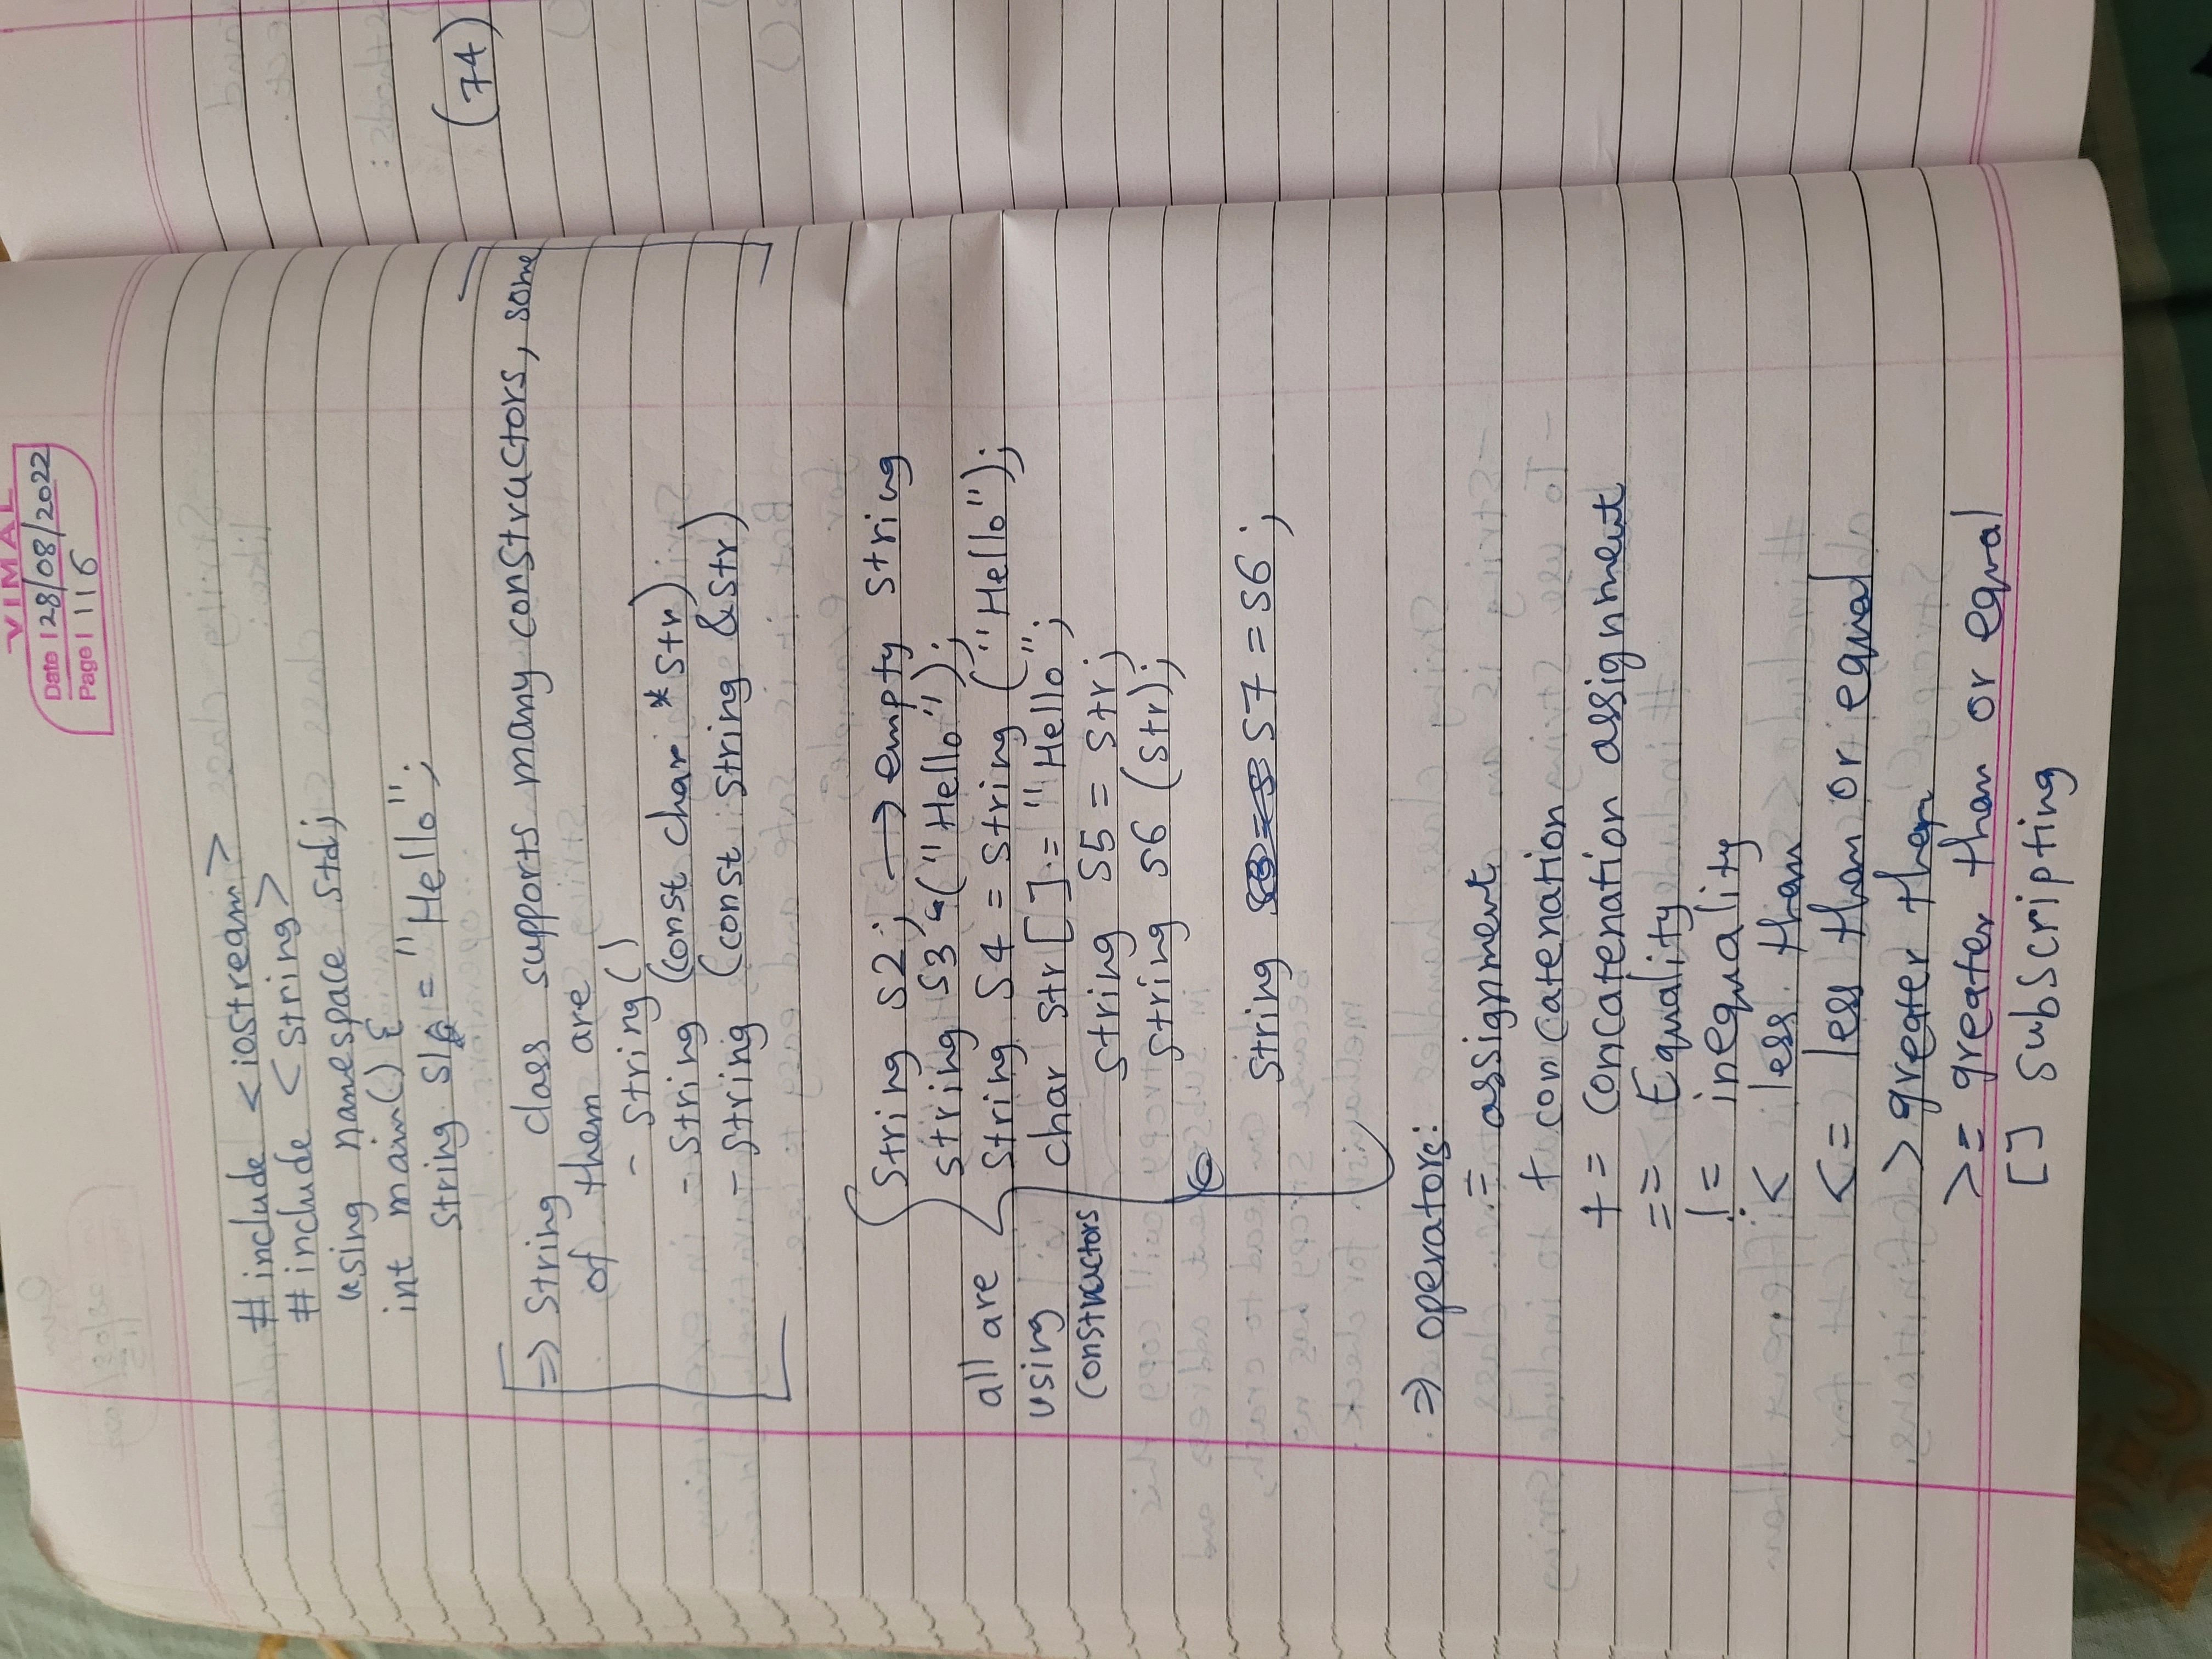 VIMAL
Date 28/08/2022
Page 116
#include <iostream>
#include <string>
using namespace std;
int main() {
string s1 = "Hello";
(74)
⇒ String class supports many constructors, some
of them are
- string()
- string (const char *str)
- string (const string &str)
String s2; → empty string
string s3 ("Hello");
all are
string s4 = string ("Hello");
using
char str[] = "Hello";
constructors
string s5 = str;
string s6 (str);
string s7 = s6;
⇒ operators:
= assignment
+ concatenation
+= concatenation assignment
== Equality
!= inequality
< less than
<= less than or equal
> greater than
>= greater than or equal
[] subscripting